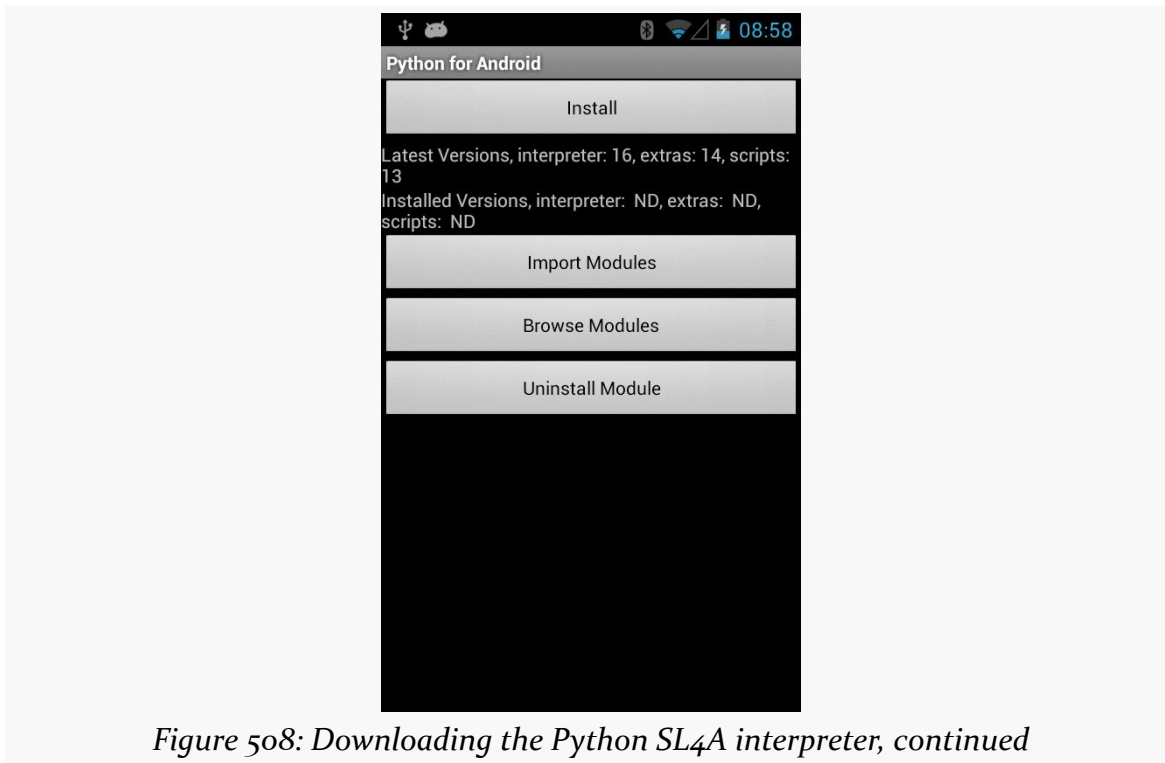 08:58
Python for Android
Install
Latest Versions, interpreter: 16, extras: 14, scripts:
13
Installed Versions, interpreter:  ND, extras:  ND,
scripts:  ND
Import Modules
Browse Modules
Uninstall Module
Figure 508: Downloading the Python SL4A interpreter, continued